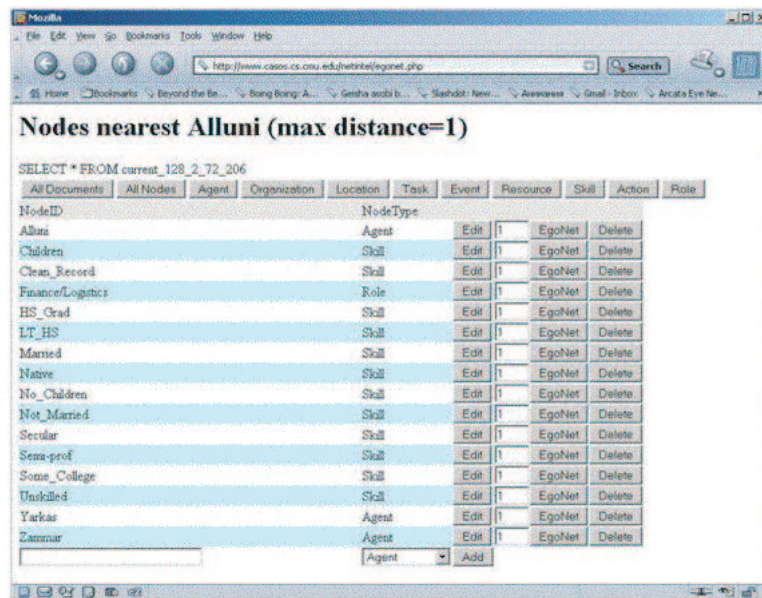 Mozilla
File Edit View Go Bookmarks Tools Window Help
http://www.casos.cs.cmu.edu/netintel/egonet.php Search
Home Bookmarks Beyond the Be... Boing Boing: A... Geisha asobi b... Slashdot: New... Gmail - Inbox Arcata Eye Ne...
Nodes nearest Alluni (max distance=1)
SELECT * FROM current_128_2_72_206
All Documents All Nodes Agent Organization Location Task Event Resource Skill Action Role
NodeID NodeType
Alluni Agent Edit 1 EgoNet Delete
Children Skill Edit 1 EgoNet Delete
Clean_Record Skill Edit 1 EgoNet Delete
Finance/Logistics Role Edit 1 EgoNet Delete
HS_Grad Skill Edit 1 EgoNet Delete
LT_HS Skill Edit 1 EgoNet Delete
Married Skill Edit 1 EgoNet Delete
Native Skill Edit 1 EgoNet Delete
No_Children Skill Edit 1 EgoNet Delete
Not_Married Skill Edit 1 EgoNet Delete
Secular Skill Edit 1 EgoNet Delete
Semi-prof Skill Edit 1 EgoNet Delete
Some_College Skill Edit 1 EgoNet Delete
Unskilled Skill Edit 1 EgoNet Delete
Yarkas Agent Edit 1 EgoNet Delete
Zammar Agent Edit 1 EgoNet Delete
Agent Add